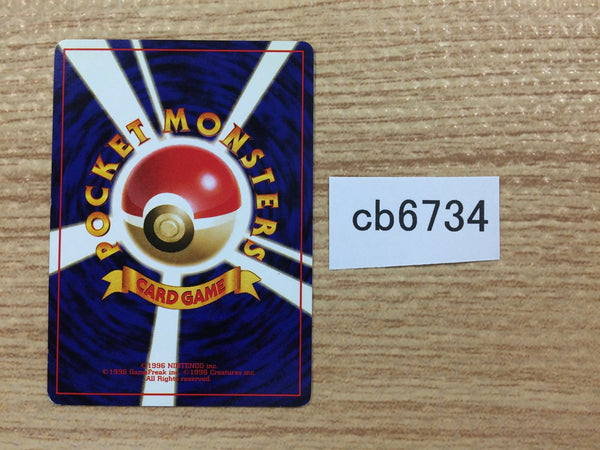 POCKET MONSTERS
CARD GAME
©1996 NINTENDO inc.
©1996 GameFreak inc. ©1996 Creatures inc.
All Rights reserved.
cb6734